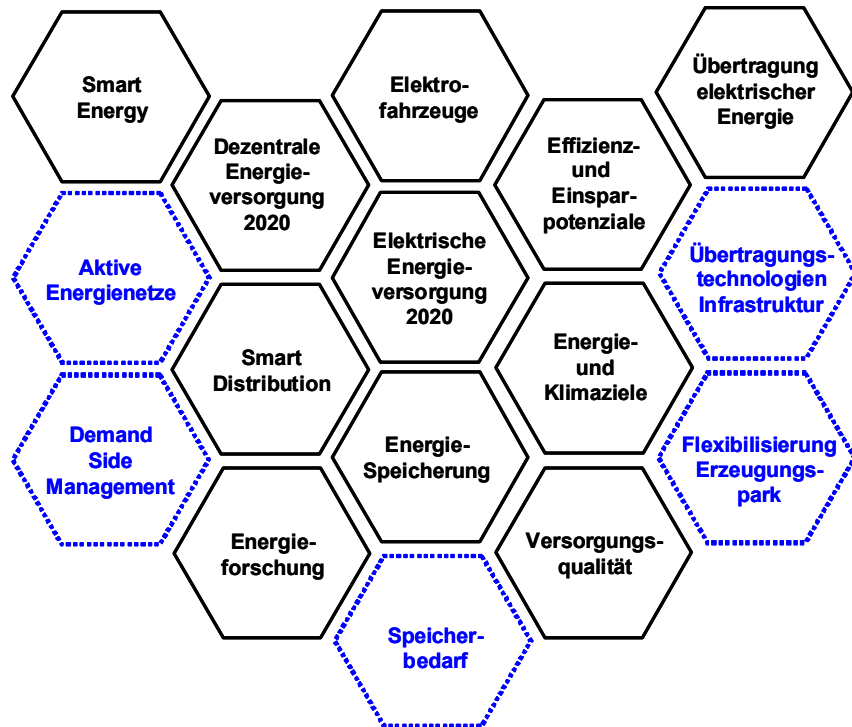 Smart
Energy
Elektro-
fahrzeuge
Übertragung
elektrischer
Energie
Dezentrale
Energie-
versorgung
2020
Effizienz-
und
Einspar-
potenziale
Aktive
Energienetze
Elektrische
Energie-
versorgung
2020
Übertragungs-
technologien
Infrastruktur
Smart
Distribution
Energie-
und
Klimaziele
Demand
Side
Management
Energie-
Speicherung
Flexibilisierung
Erzeugungs-
park
Energie-
forschung
Versorgungs-
qualität
Speicher-
bedarf